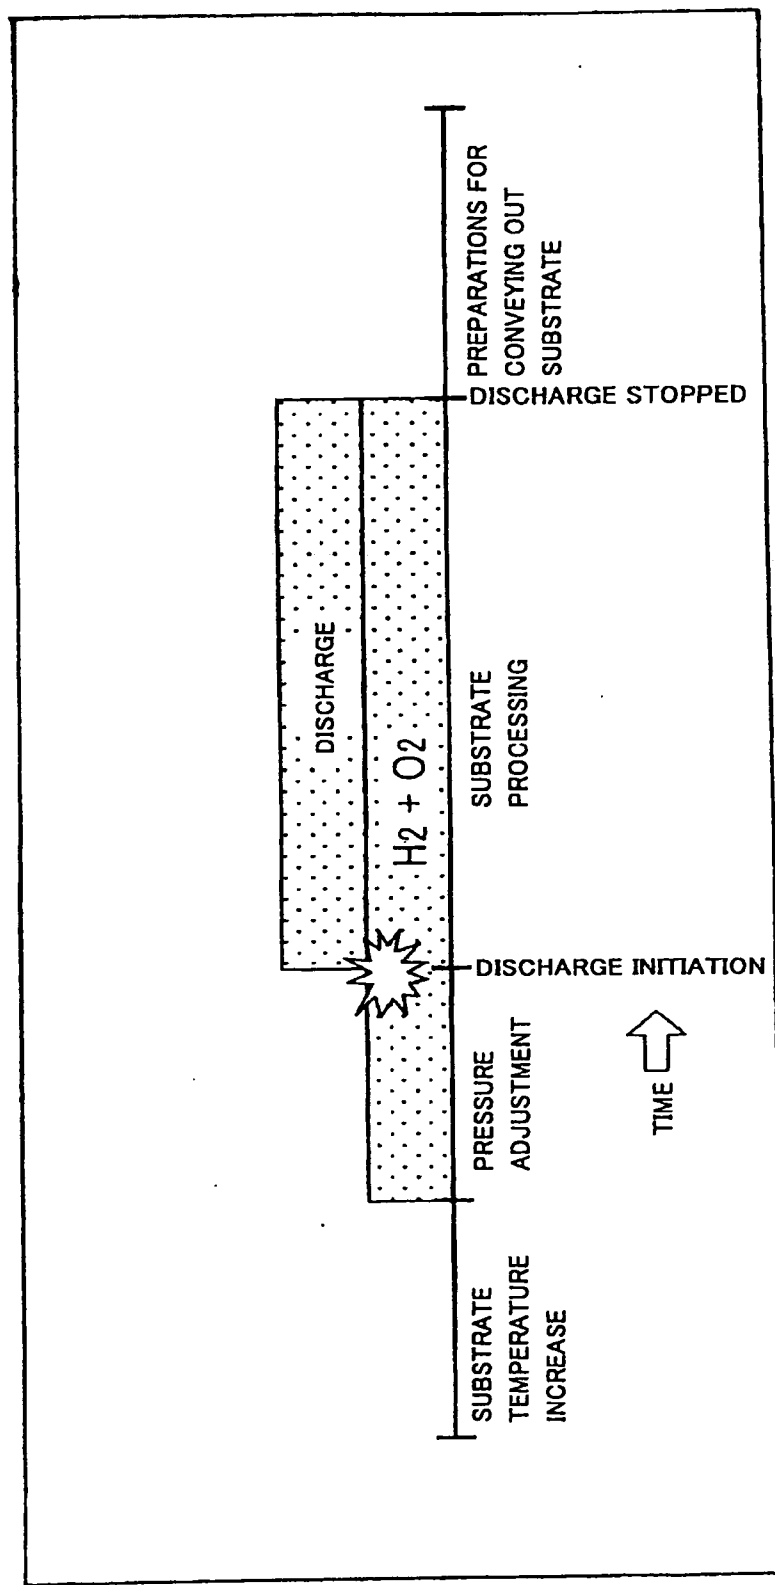 DISCHARGE
H2 + O2
SUBSTRATE
TEMPERATURE
INCREASE
PRESSURE
ADJUSTMENT
DISCHARGE INITIATION
SUBSTRATE
PROCESSING
DISCHARGE STOPPED
PREPARATIONS FOR
CONVEYING OUT
SUBSTRATE
TIME